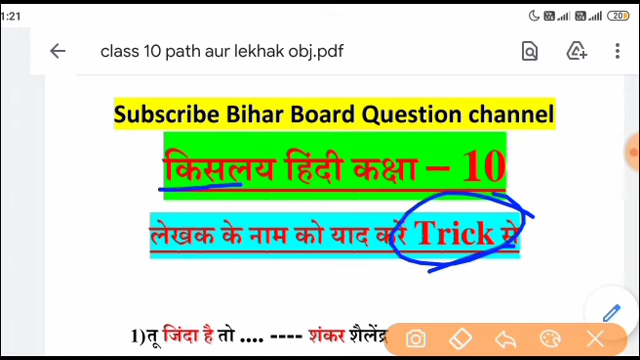 1:21
20
class 10 path aur lekhak obj.pdf
Subscribe Bihar Board Question channel
किसलय हिंदी कक्षा – 10
लेखक के नाम को याद करें Trick से
1)तू जिंदा है तो .... ---- शंकर शैलेंद्र